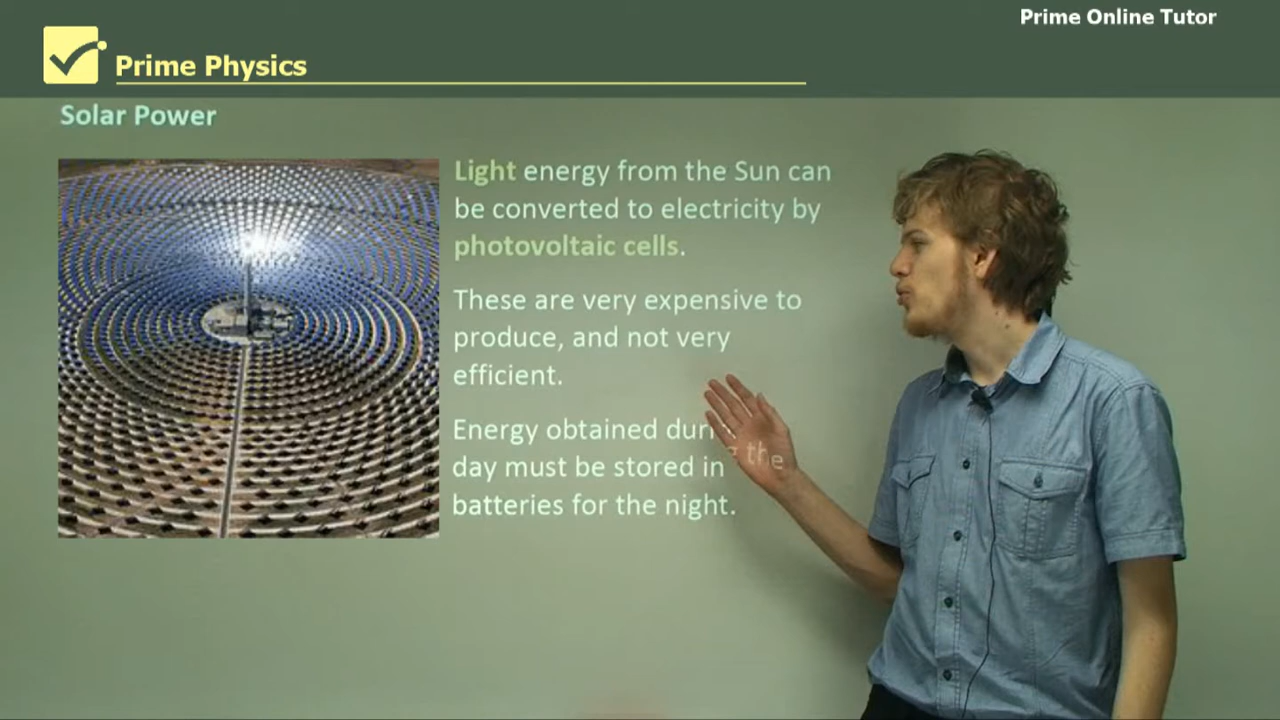 Prime Online Tutor
Prime Physics
Solar Power
Light energy from the Sun can
be converted to electricity by
photovoltaic cells.
These are very expensive to
produce, and not very
efficient.
Energy obtained during the
day must be stored in
batteries for the night.